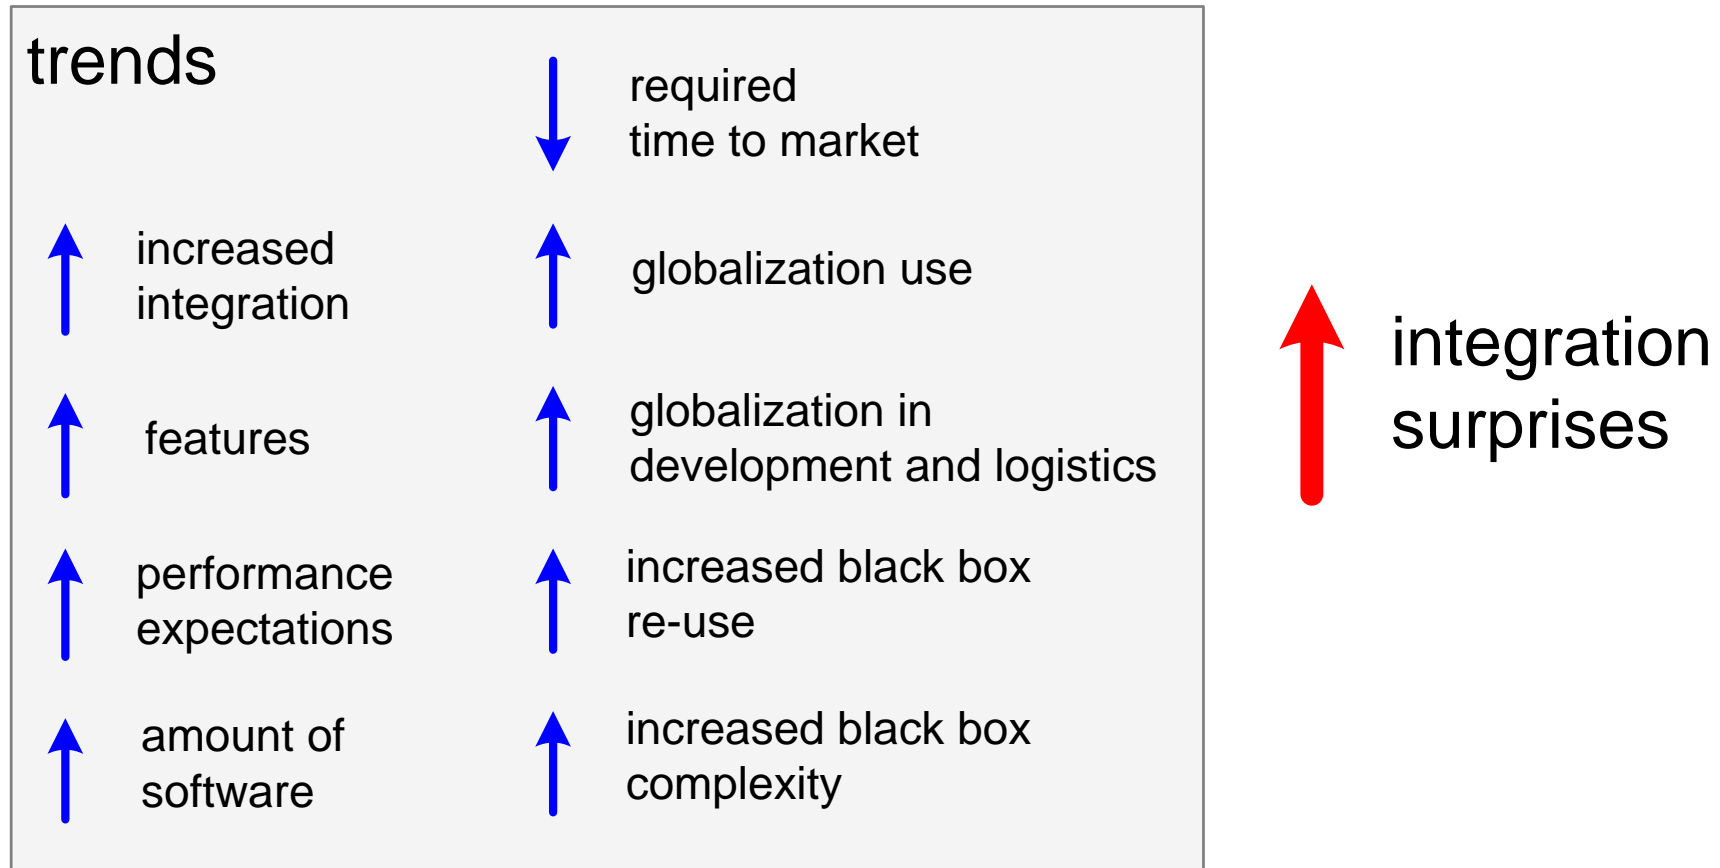 trends
increased
integration
features
performance
expectations
amount of
software
required
time to market
globalization use
globalization in
development and logistics
increased black box
re-use
increased black box
complexity
integration
surprises